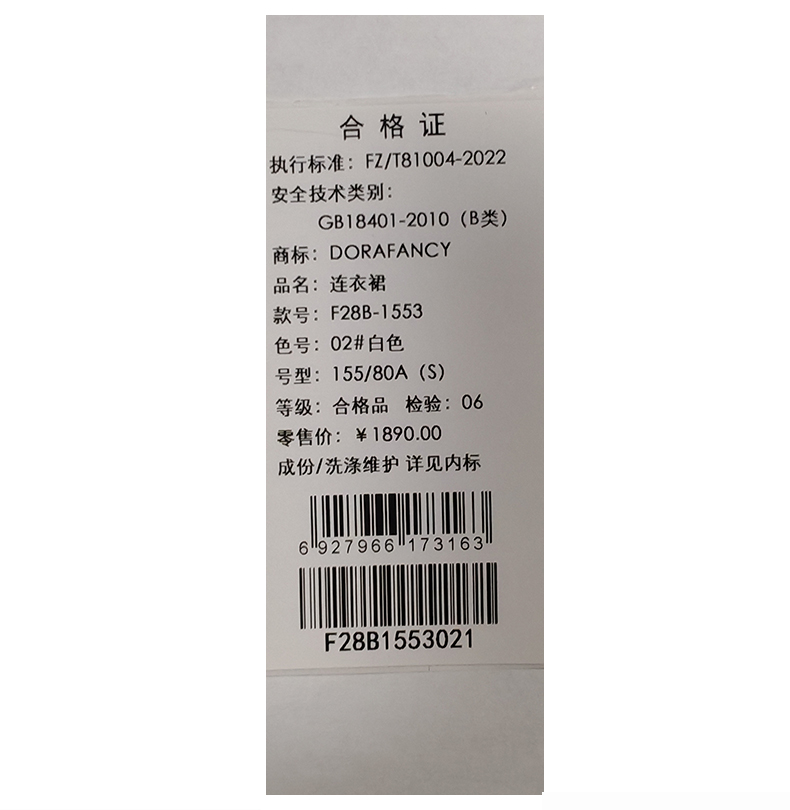 合格证
执行标准：FZ/T81004-2022
安全技术类别：
GB18401-2010（B类）
商标：DORAFANCY
品名：连衣裙
款号：F28B-1553
色号：02#白色
号型：155/80A（S）
等级：合格品 检验：06
零售价：￥1890.00
成份/洗涤维护 详见内标
6 927966 173163
F28B1553021